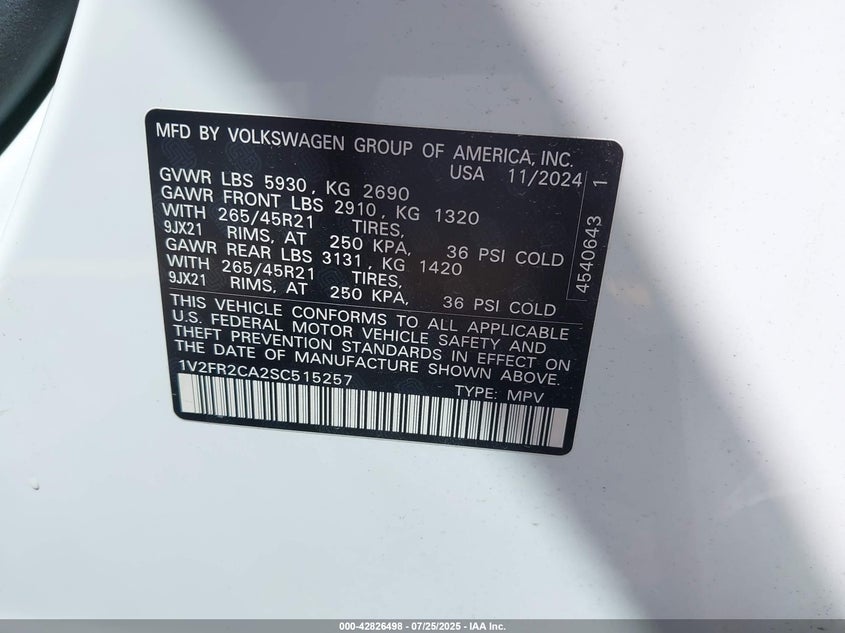 MFD BY VOLKSWAGEN GROUP OF AMERICA, INC.
USA 11/2024
GVWR LBS 5930, KG 2690
GAWR FRONT LBS 2910, KG 1320
WITH 265/45R21 TIRES,
9JX21 RIMS, AT 250 KPA, 36 PSI COLD
GAWR REAR LBS 3131, KG 1420
WITH 265/45R21 TIRES,
9JX21 RIMS, AT 250 KPA, 36 PSI COLD
THIS VEHICLE CONFORMS TO ALL APPLICABLE
U.S. FEDERAL MOTOR VEHICLE SAFETY AND
THEFT PREVENTION STANDARDS IN EFFECT ON
THE DATE OF MANUFACTURE SHOWN ABOVE.
1V2FR2CA2SC515257 TYPE: MPV
4540643 1
000-42826498 - 07/25/2025 - IAA Inc.